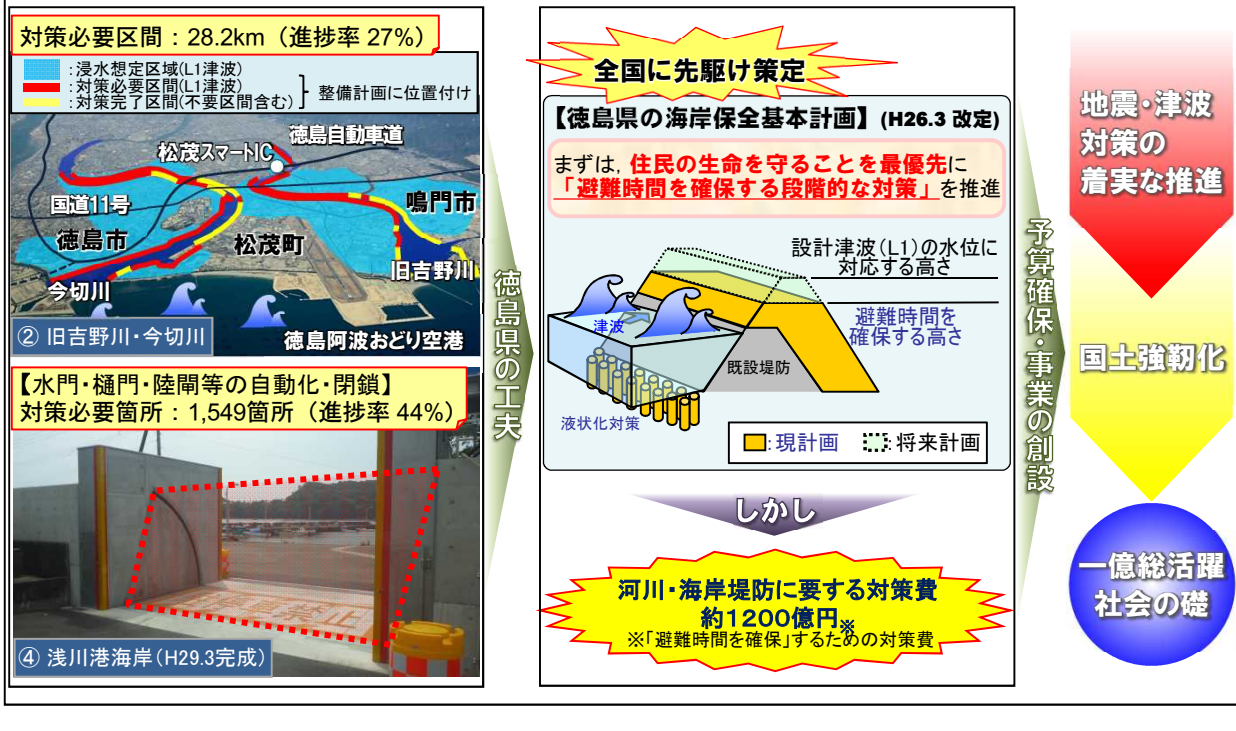 対策必要区間：28.2km（進捗率 27%）
：浸水想定区域(L1津波)
：対策必要区間(L1津波)
：対策完了区間(不要区間含む)
整備計画に位置付け
徳島自動車道
松茂スマートIC
国道11号
鳴門市
徳島市
松茂町
旧吉野川
今切川
② 旧吉野川・今切川
徳島阿波おどり空港
【水門・樋門・陸閘等の自動化・閉鎖】
対策必要箇所：1,549箇所（進捗率 44%）
④ 浅川港海岸（H29.3完成）
徳島県の工夫
全国に先駆け策定
【徳島県の海岸保全基本計画】(H26.3 改定)
まずは，住民の生命を守ることを最優先に
「避難時間を確保する段階的な対策」を推進
設計津波（L1）の水位に
対応する高さ
避難時間を
確保する高さ
津波
既設堤防
液状化対策
：現計画
：将来計画
しかし
河川・海岸堤防に要する対策費
約1200億円※
※「避難時間を確保」するための対策費
予算確保・事業の創設
地震・津波
対策の
着実な推進
国土強靭化
一億総活躍
社会の礎